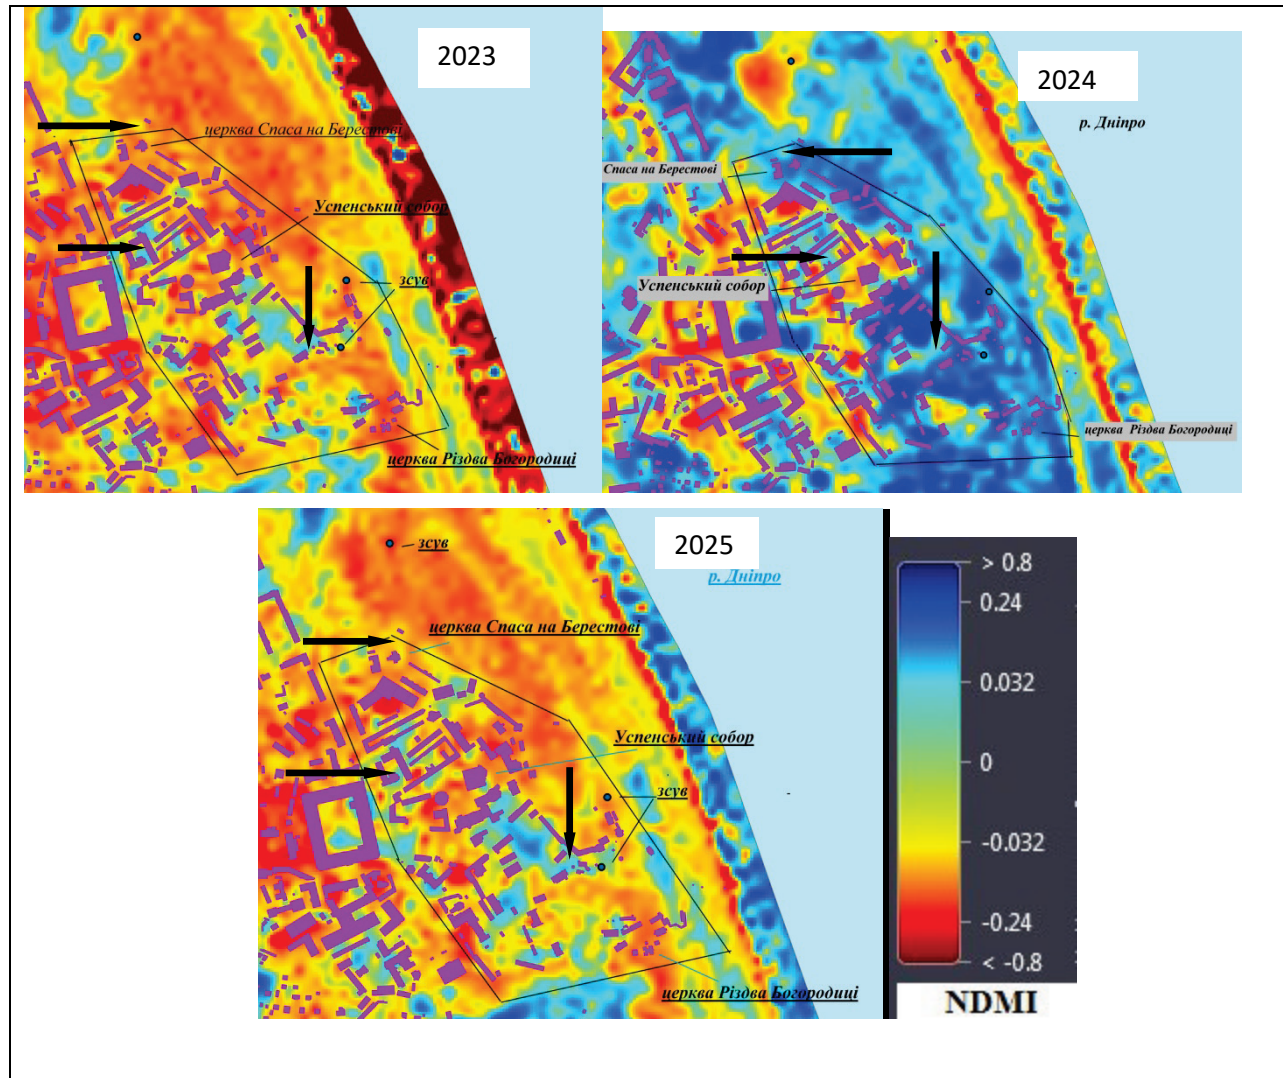 2023
церква Спаса на Берестові
Успенський собор
зсув
церква Різдва Богородиці
2024
р. Дніпро
Спаса на Берестові
Успенський собор
церква Різдва Богородиці
2025
зсув
р. Дніпро
церква Спаса на Берестові
Успенський собор
зсув
церква Різдва Богородиці
> 0.8
0.24
0.032
0
-0.032
-0.24
< -0.8
NDMI